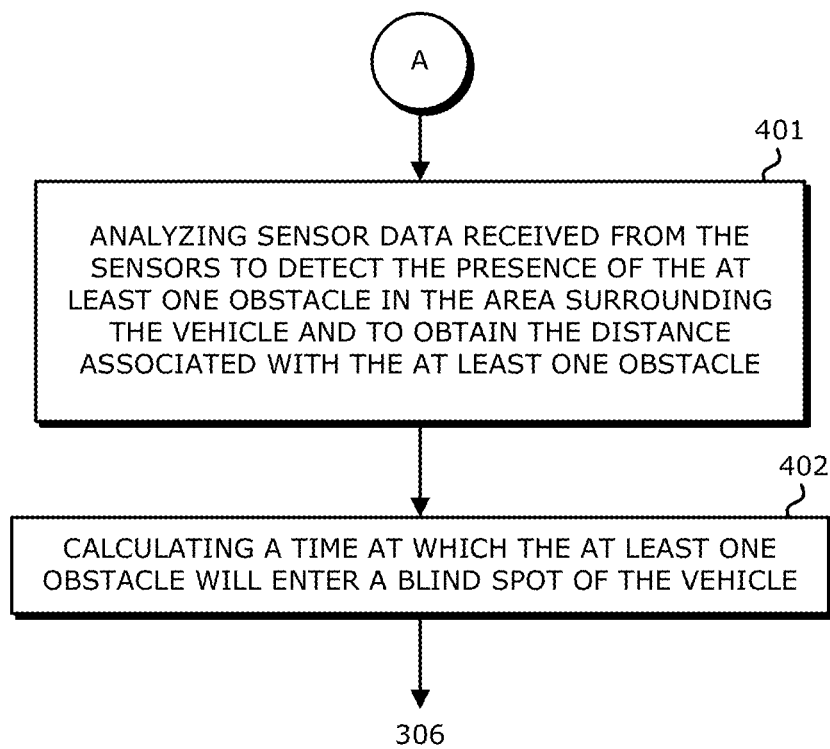 A
401
ANALYZING SENSOR DATA RECEIVED FROM THE
SENSORS TO DETECT THE PRESENCE OF THE AT
LEAST ONE OBSTACLE IN THE AREA SURROUNDING
THE VEHICLE AND TO OBTAIN THE DISTANCE
ASSOCIATED WITH THE AT LEAST ONE OBSTACLE
402
CALCULATING A TIME AT WHICH THE AT LEAST ONE
OBSTACLE WILL ENTER A BLIND SPOT OF THE VEHICLE
306